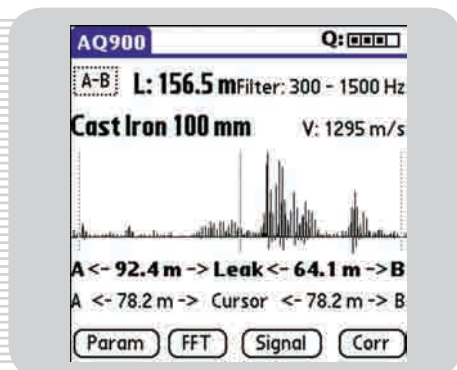 AQ900 Q:
A-B L: 156.5 m Filter: 300 - 1500 Hz
Cast Iron 100 mm V: 1295 m/s
A <- 92.4 m -> Leak <- 64.1 m -> B
A <- 78.2 m -> Cursor <- 78.2 m -> B
Param FFT Signal Corr